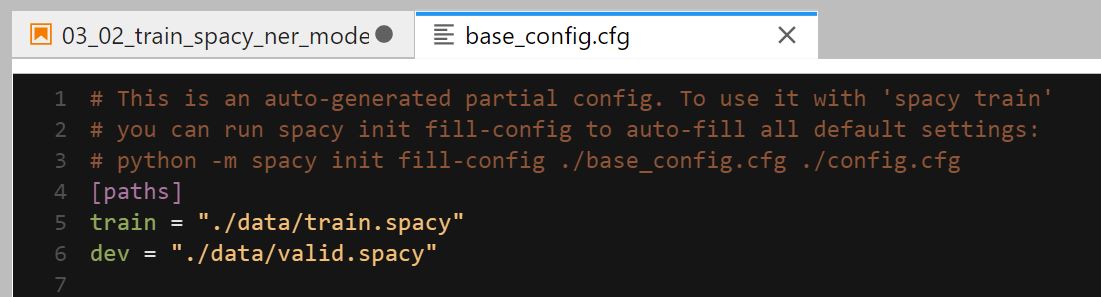 03_02_train_spacy_ner_mode
base_config.cfg
1 # This is an auto-generated partial config. To use it with 'spacy train'
2 # you can run spacy init fill-config to auto-fill all default settings:
3 # python -m spacy init fill-config ./base_config.cfg ./config.cfg
4 [paths]
5 train = "./data/train.spacy"
6 dev = "./data/valid.spacy"
7